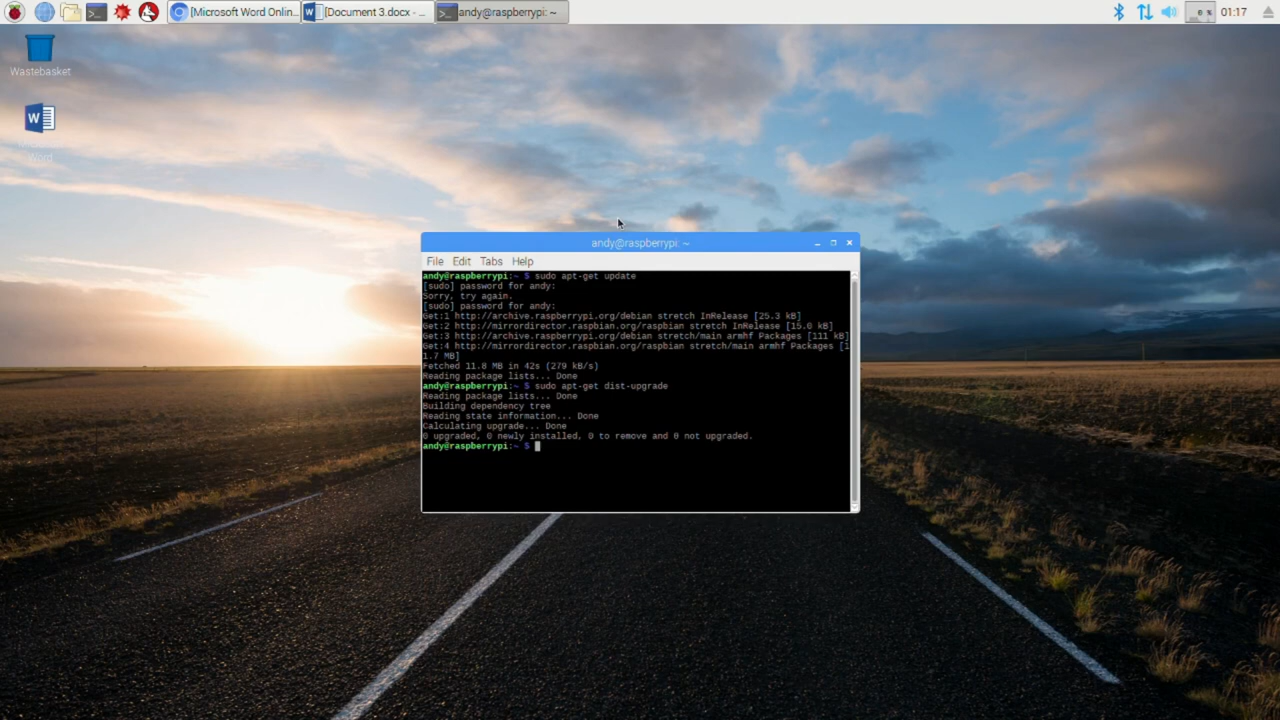 [Microsoft Word Onlin...
[Document 3.docx - ...
andy@raspberrypi: ~
0 %
01:17
Wastebasket
W
Word
andy@raspberrypi: ~
File Edit Tabs Help
andy@raspberrypi:~ $ sudo apt-get update
[sudo] password for andy:
Sorry, try again.
[sudo] password for andy:
Get:1 http://archive.raspberrypi.org/debian stretch InRelease [25.3 kB]
Get:2 http://mirrordirector.raspbian.org/raspbian stretch InRelease [15.0 kB]
Get:3 http://archive.raspberrypi.org/debian stretch/main armhf Packages [111 kB]
Get:4 http://mirrordirector.raspbian.org/raspbian stretch/main armhf Packages [1
1.7 MB]
Fetched 11.8 MB in 42s (279 kB/s)
Reading package lists... Done
andy@raspberrypi:~ $ sudo apt-get dist-upgrade
Reading package lists... Done
Building dependency tree
Reading state information... Done
Calculating upgrade... Done
0 upgraded, 0 newly installed, 0 to remove and 0 not upgraded.
andy@raspberrypi:~ $